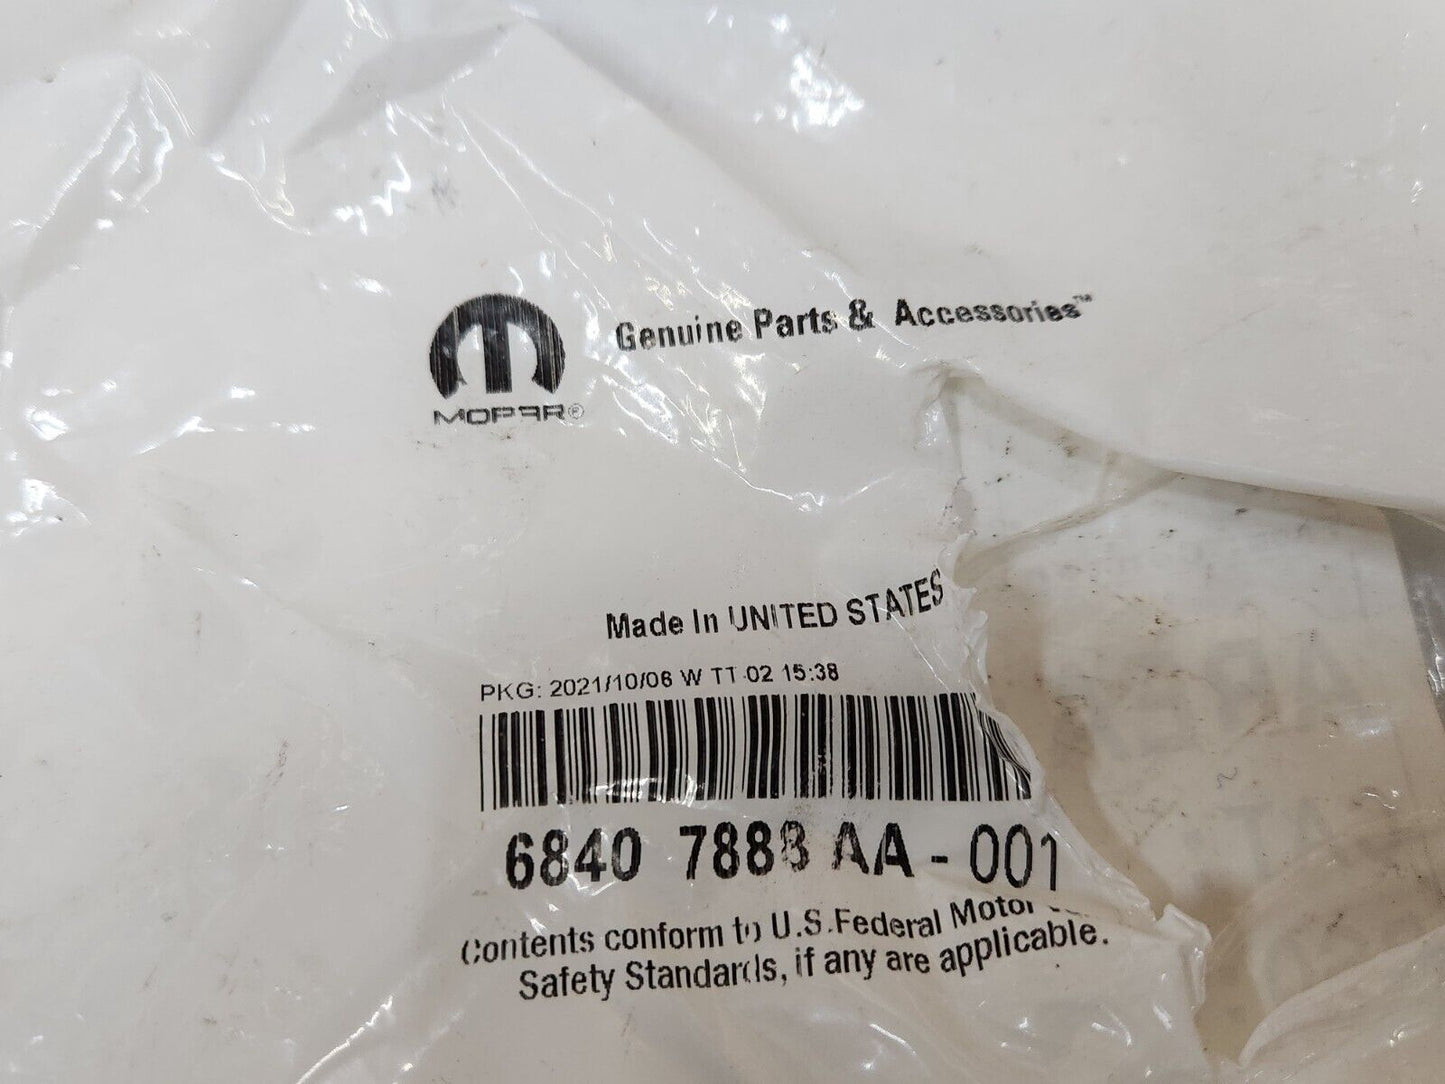 Genuine Parts & Accessories™
MOPAR®
Made In UNITED STATES
PKG: 2021/10/06 W TT 02 15:38
6840 7888 AA - 001
Contents conform to U.S. Federal Motor
Safety Standards, if any are applicable.